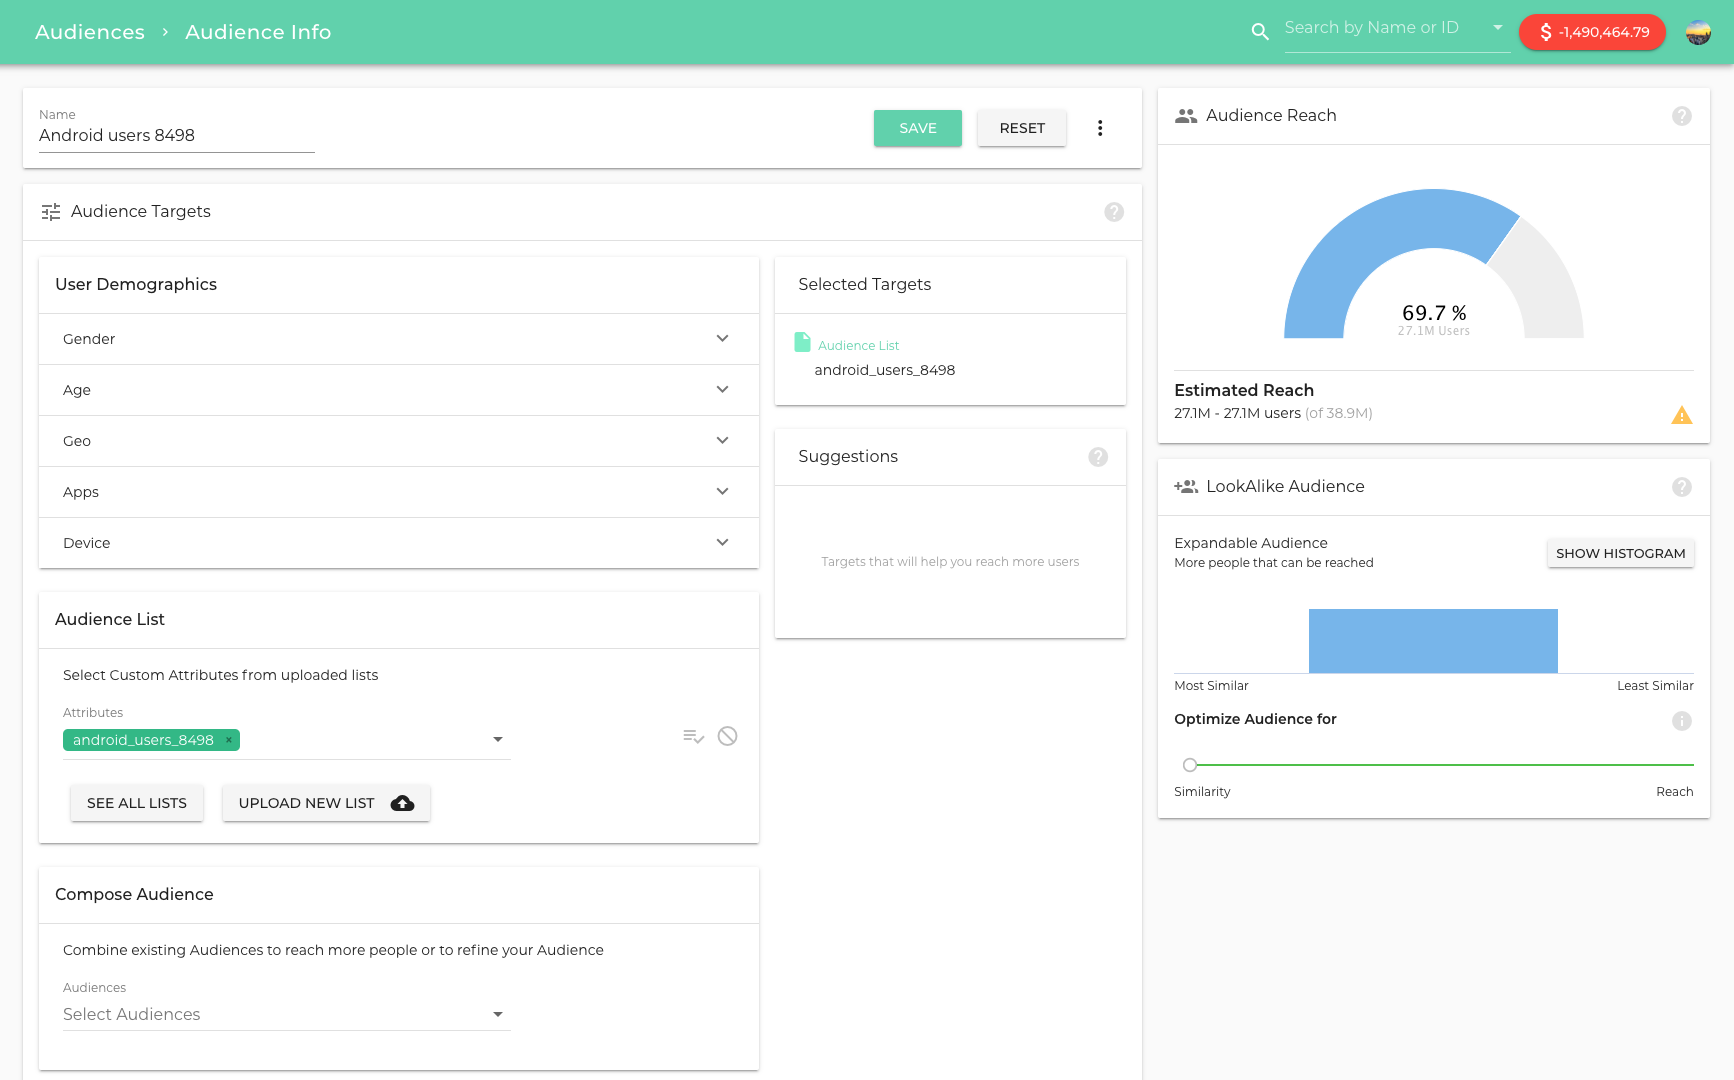 Audiences › Audience Info
Search by Name or ID
$ -1,490,464.79
Name
Android users 8498
SAVE
RESET
Audience Targets
User Demographics
Gender
Age
Geo
Apps
Device
Audience List
Select Custom Attributes from uploaded lists
Attributes
android_users_8498 ×
SEE ALL LISTS
UPLOAD NEW LIST
Compose Audience
Combine existing Audiences to reach more people or to refine your Audience
Audiences
Select Audiences
Selected Targets
Audience List
android_users_8498
Suggestions
Targets that will help you reach more users
Audience Reach
69.7 %
27.1M Users
Estimated Reach
27.1M - 27.1M users (of 38.9M)
LookAlike Audience
Expandable Audience
More people that can be reached
SHOW HISTOGRAM
Most Similar
Least Similar
Optimize Audience for
Similarity
Reach